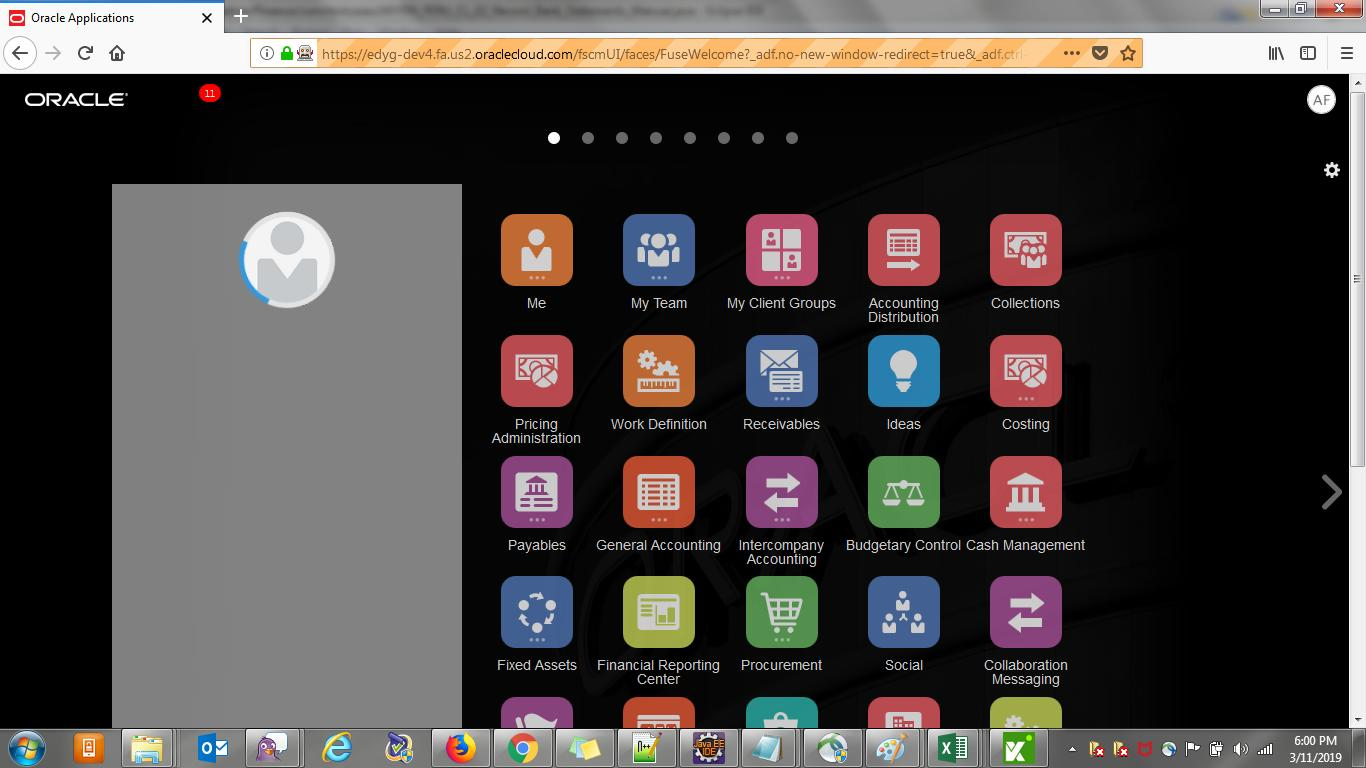 Oracle Applications
https://edyg-dev4.fa.us2.oraclecloud.com/fscmUI/faces/FuseWelcome?_adf.no-new-window-redirect=true&_adf.ctrl
ORACLE
11
AF
Me
My Team
My Client Groups
Accounting
Distribution
Collections
Pricing
Administration
Work Definition
Receivables
Ideas
Costing
Payables
General Accounting
Intercompany
Accounting
Budgetary Control
Cash Management
Fixed Assets
Financial Reporting
Center
Procurement
Social
Collaboration
Messaging
Java EE
IDE
6:00 PM
3/11/2019